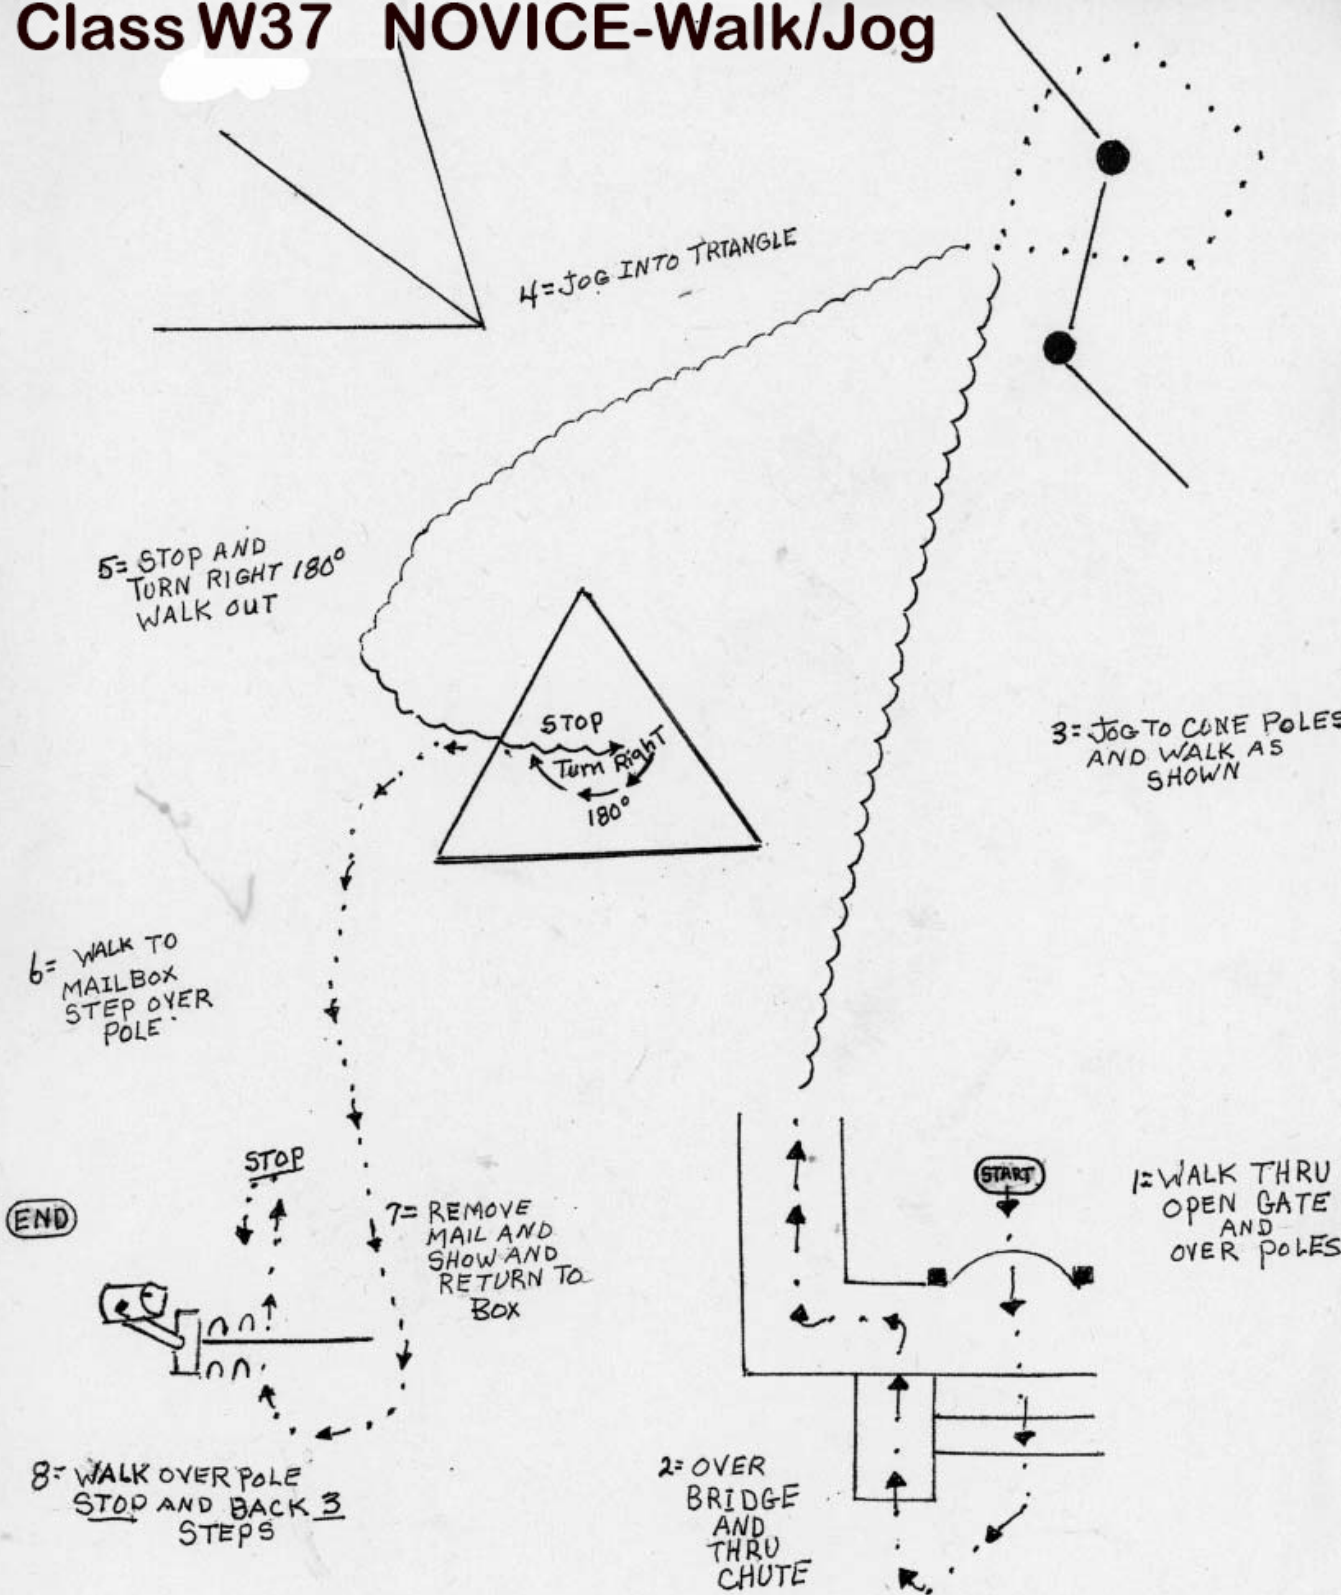 Class W37 NOVICE-Walk/Jog
4=JOG INTO TRIANGLE
5= STOP AND
TURN RIGHT 180°
WALK OUT
STOP
Turn Right
180°
3= JOG TO CONE POLES
AND WALK AS
SHOWN
6= WALK TO
MAILBOX
STEP OVER
POLE
STOP
END
7= REMOVE
MAIL AND
SHOW AND
RETURN TO
BOX
START
1= WALK THRU
OPEN GATE
AND
OVER POLES
8= WALK OVER POLE
STOP AND BACK 3
STEPS
2= OVER
BRIDGE
AND
THRU
CHUTE